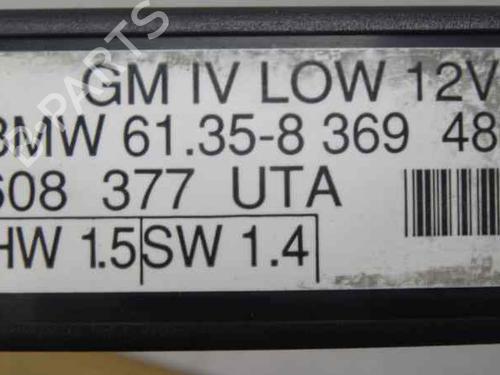 GM IV LOW 12V
BMW 61.35-8 369 48
608 377 UTA
HW 1.5 SW 1.4
B-PARTS